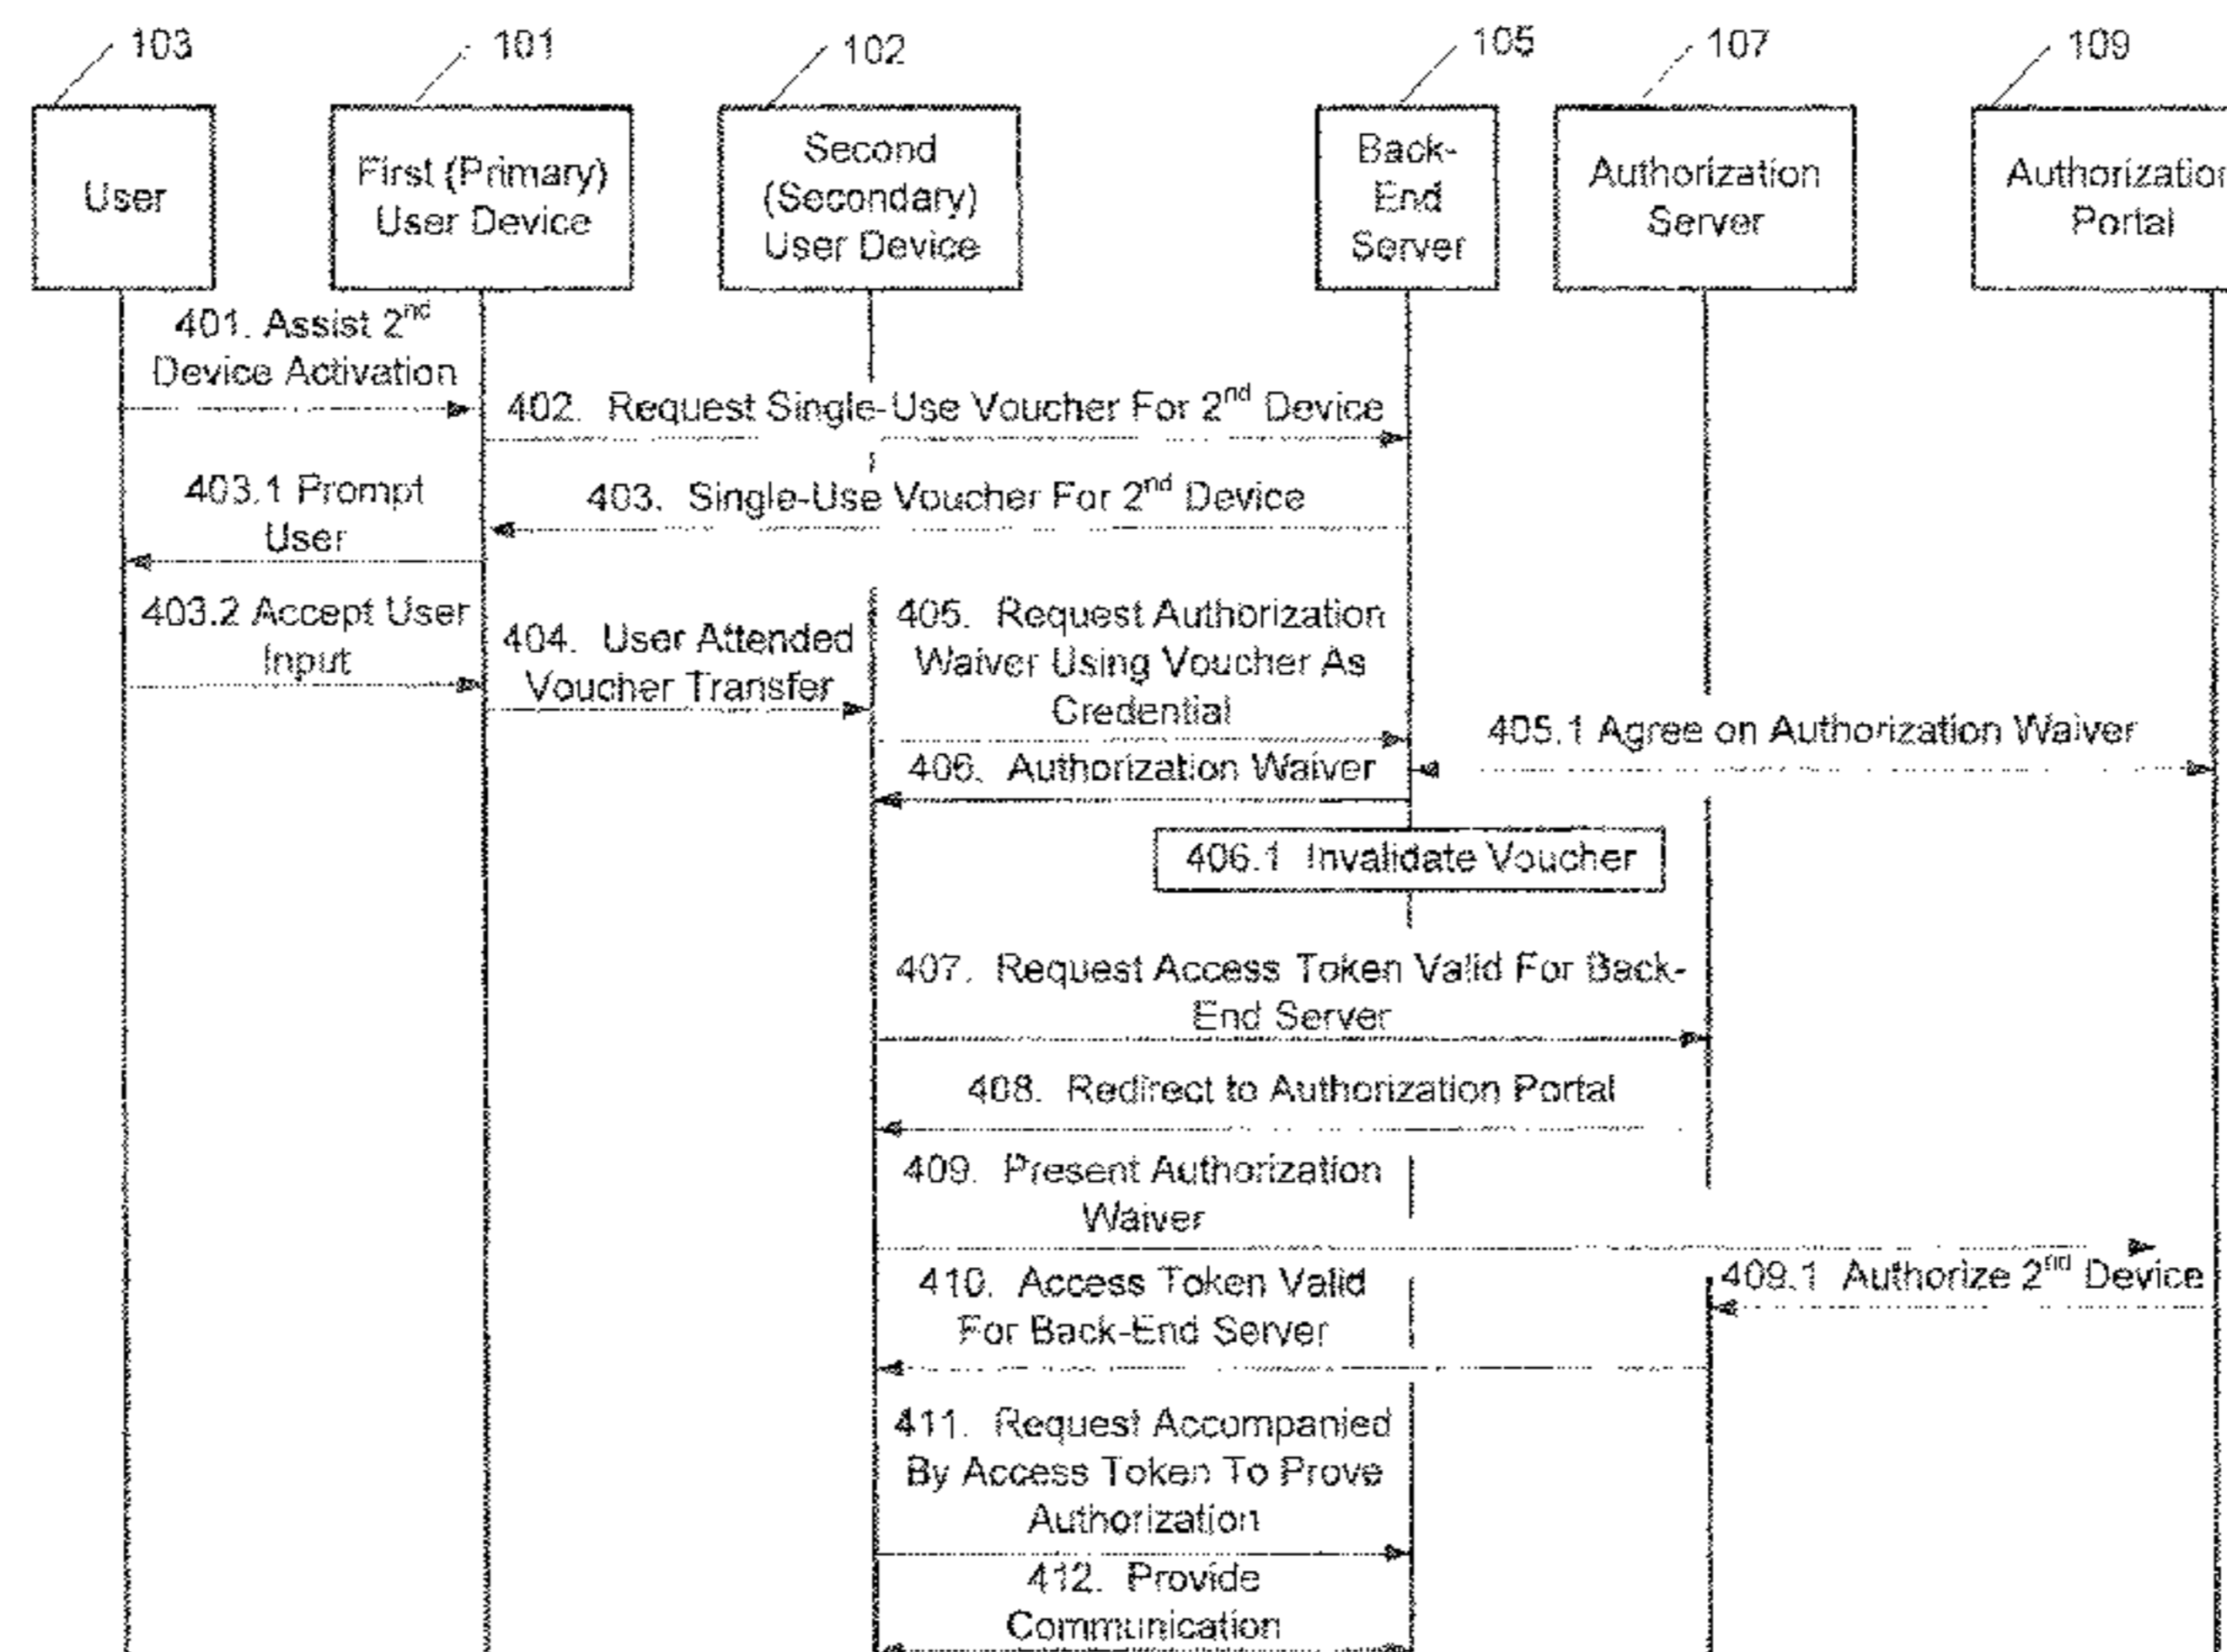 103
101
102
105
107
109
User
First (Primary)
User Device
Second
(Secondary)
User Device
Back-
End
Server
Authorization
Server
Authorization
Portal
401. Assist 2nd
Device Activation
402. Request Single-Use Voucher For 2nd Device
403.1 Prompt
User
403. Single-Use Voucher For 2nd Device
403.2 Accept User
Input
404. User Attended
Voucher Transfer
405. Request Authorization
Waiver Using Voucher As
Credential
405.1 Agree on Authorization Waiver
406. Authorization Waiver
406.1 Invalidate Voucher
407. Request Access Token Valid For Back-
End Server
408. Redirect to Authorization Portal
409. Present Authorization
Waiver
409.1 Authorize 2nd Device
410. Access Token Valid
For Back-End Server
411. Request Accompanied
By Access Token To Prove
Authorization
412. Provide
Communication